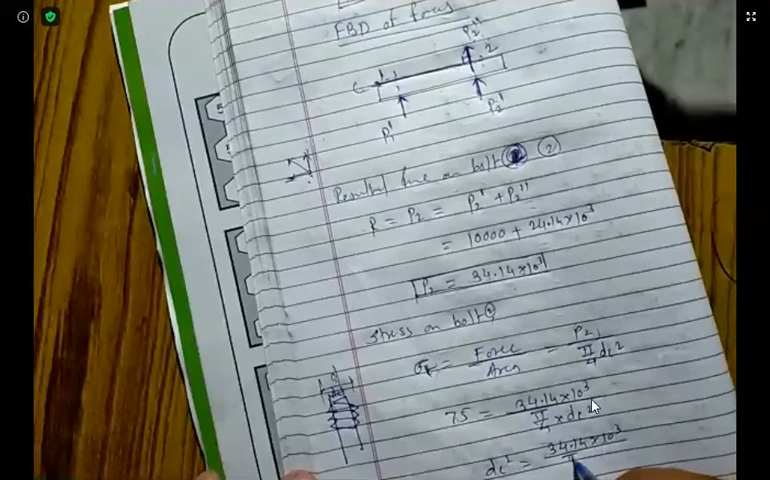 FBD of forces
P2''
2
P1'
P2'
Resultant force on bolt ②
R = P2 = P2' + P2''
= 10000 + 24.14×10³
P2 = 34.14×10³
Stress on bolt ②
σt = Force/Area = P2/(π/4 dc²)
75 = 34.14×10³/(π/4 × dc²)
dc² = 34.14×10³